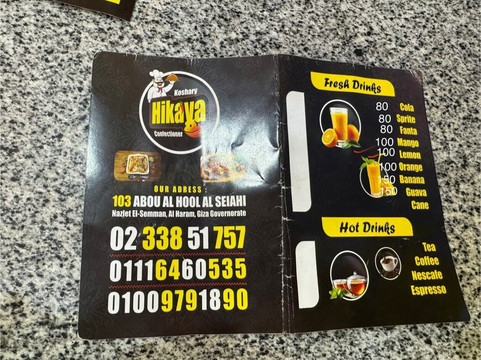 Koshary
Hikaya
Confectioner
OUR ADRESS :
103 ABOU AL HOOL AL SEIAHI
Nazlet El-Semman, Al Haram, Giza Governorate
02 338 51 757
01116460535
01009791890
Fresh Drinks
80 Cola
80 Sprite
80 Fanta
100 Mango
100 Lemon
100 Orange
Banana
Guava
Cane
Hot Drinks
Tea
Coffee
Nescafe
Espresso